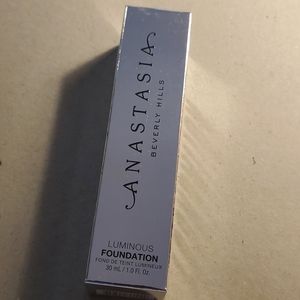 ANASTASIA
BEVERLY HILLS
LUMINOUS
FOUNDATION
FOND DE TEINT LUMINEUX
30 mL / 1.0 Fl. Oz.